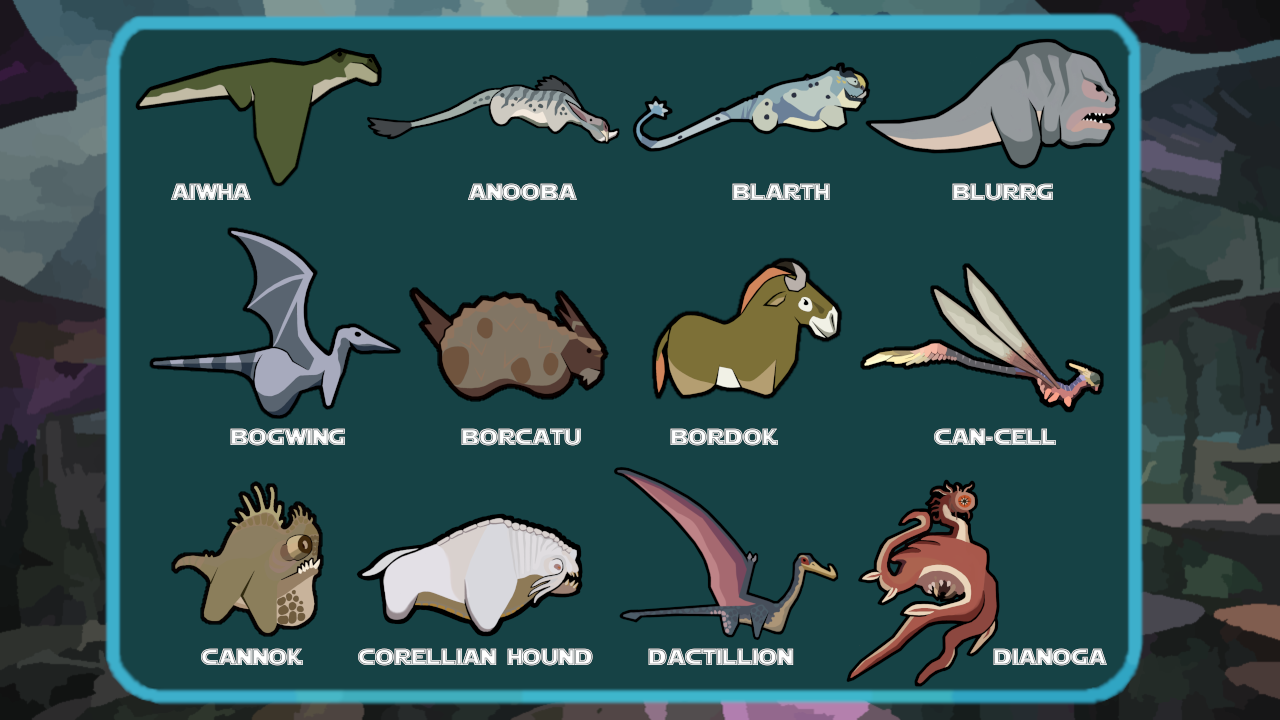 AIWHA
ANOOBA
BLARTH
BLURRG
BOGWING
BORCATU
BORDOK
CAN-CELL
CANNOK
CORELLIAN HOUND
DACTILLION
DIANOGA